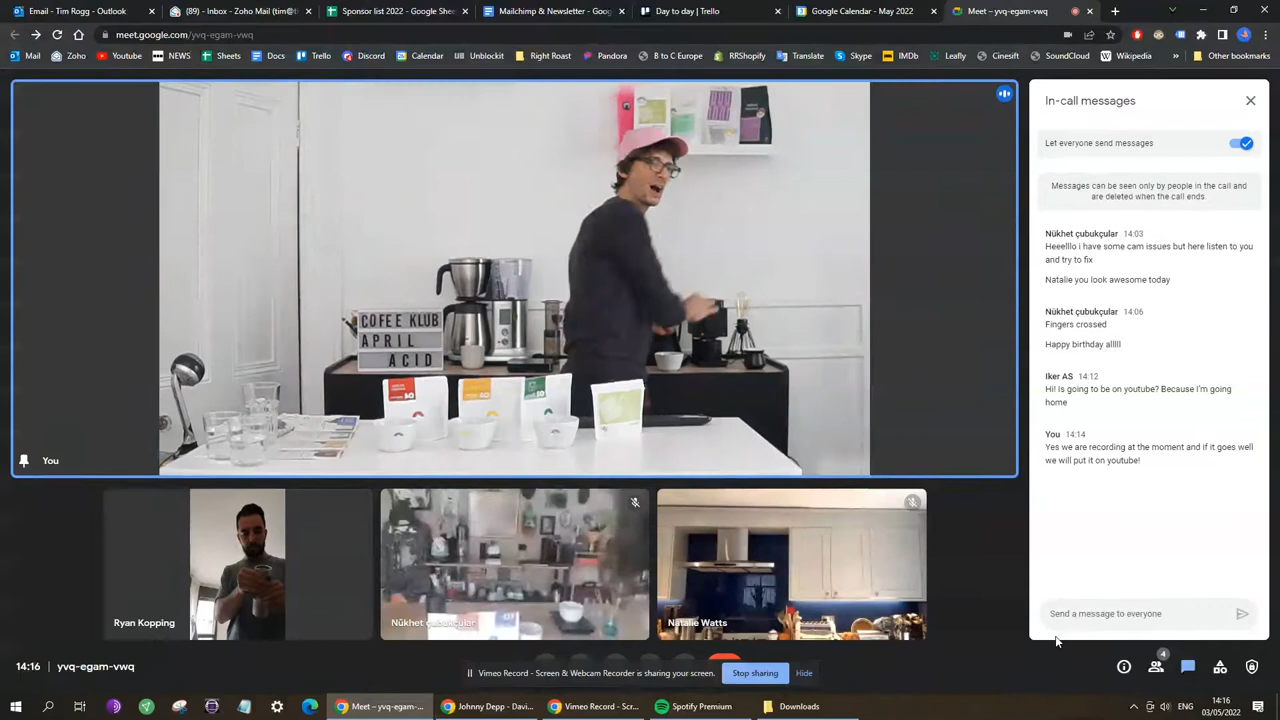 Email - Tim Rogg - Outlook
(89) - Zoho Mail (tim@t
Sponsor list 2022 - Google Shee
Mailchimp & Newsletter - Goog
Day to day | Trello
Google Calendar - May 2022
Meet – yvq-egam-vwq
meet.google.com/yvq-egam-vwq
Mail
Zoho
Youtube
NEWS
Sheets
Docs
Trello
Discord
Calendar
Unblockit
Right Roast
Pandora
B to C Europe
RRShopify
Translate
Skype
IMDb
Leafly
Cinesift
SoundCloud
Wikipedia
»
Other bookmarks
COFEE KLUB
APRIL
ACID
You
Ryan Kopping
Nükhet çubukçular
Natalie Watts
In-call messages
Let everyone send messages
Messages can be seen only by people in the call and
are deleted when the call ends.
Nükhet çubukçular 14:03
Heeelllo i have some cam issues but here listen to you
and try to fix
Natalie you look awesome today
Nükhet çubukçular 14:06
Fingers crossed
Happy birthday alllll
Iker AS 14:12
Hi! Is going to be on youtube? Because I'm going
home
You 14:14
Yes we are recording at the moment and if it goes well
we will put it on youtube!
Send a message to everyone
14:16 | yvq-egam-vwq
Vimeo Record - Screen & Webcam Recorder is sharing your screen.
Stop sharing
Hide
4
Meet – yvq-egam-...
Johnny Depp - Davi...
Vimeo Record - Scr...
Spotify Premium
Downloads
ENG
14:16
03/05/2022